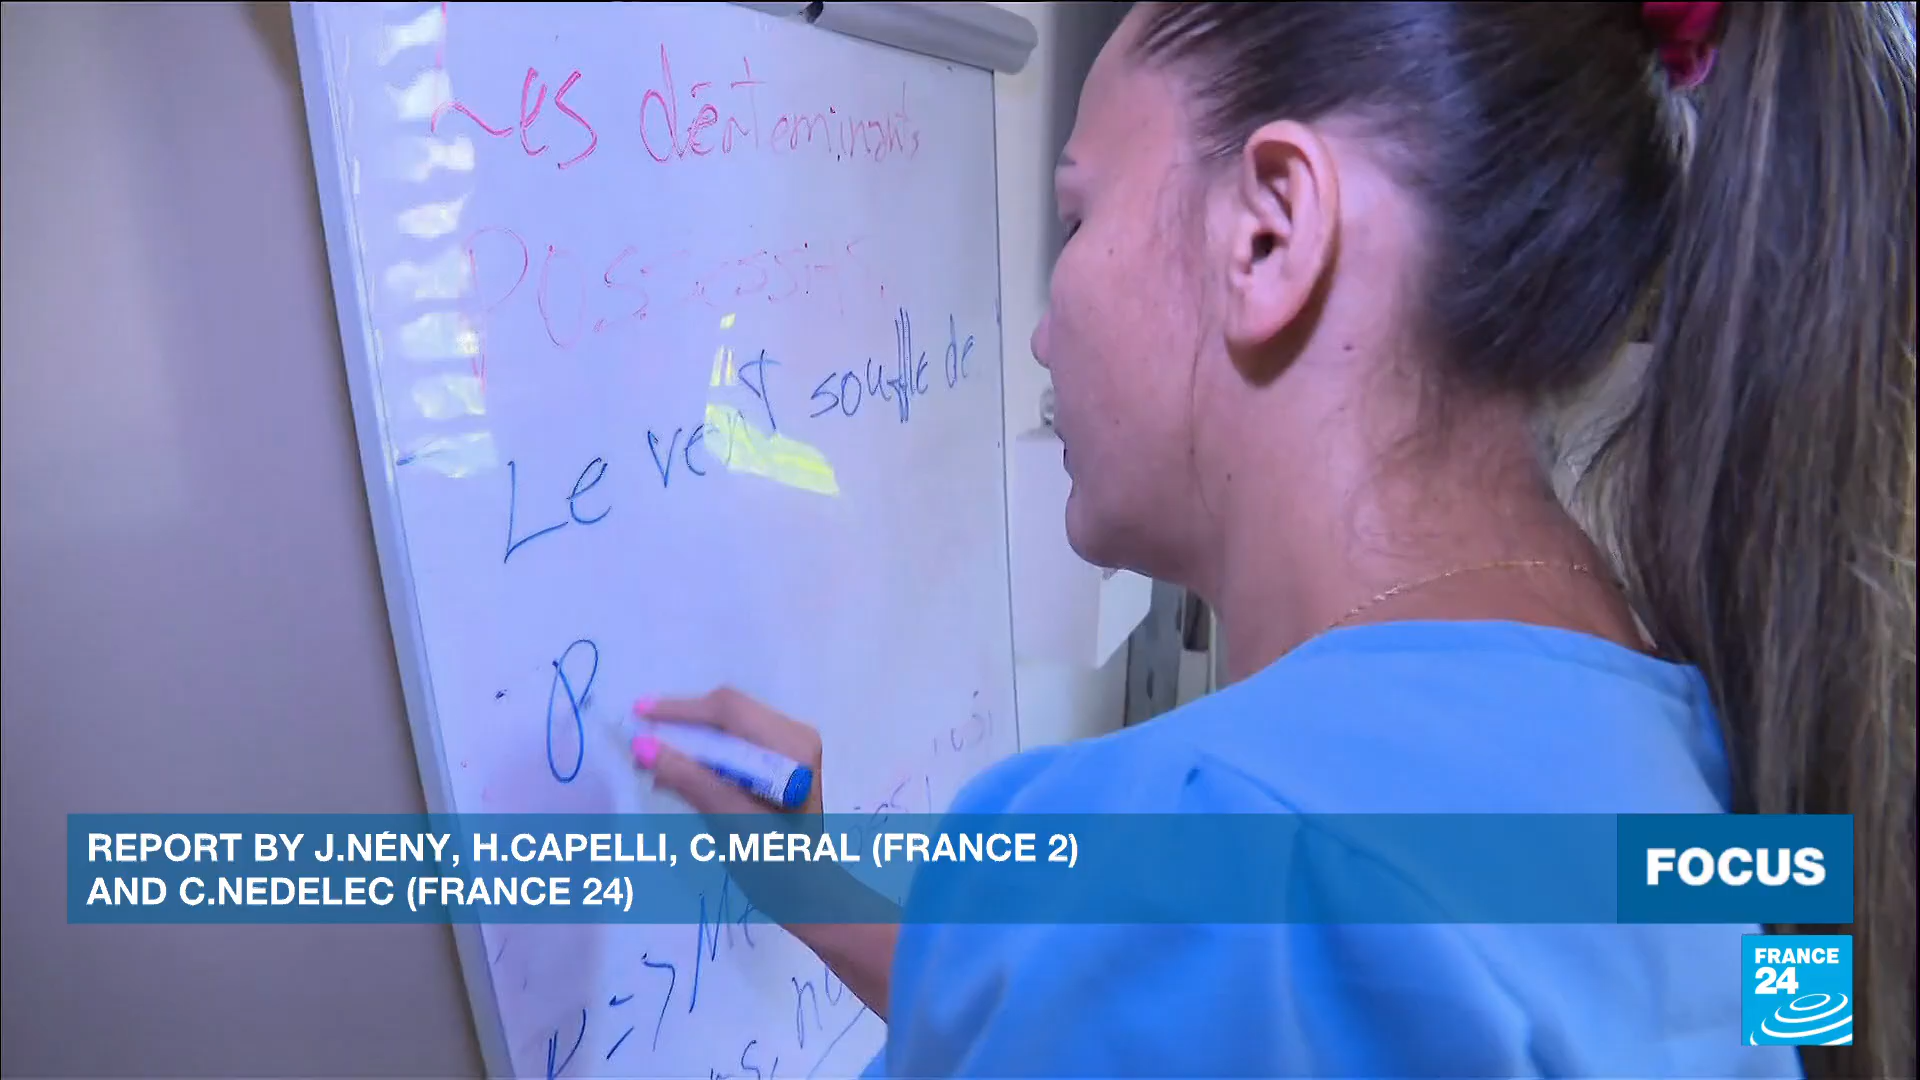 Les déterminants
Possessifs.
Le vent souffle de
P
REPORT BY J.NÉNY, H.CAPELLI, C.MÉRAL (FRANCE 2)
AND C.NEDELEC (FRANCE 24)
FOCUS
FRANCE
24